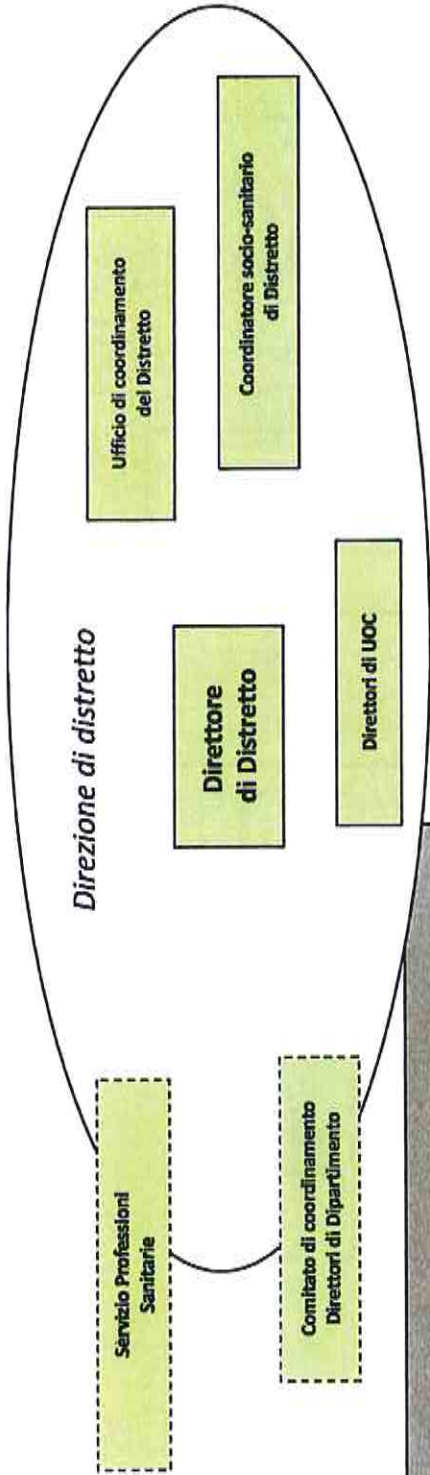 Direzione di distretto
Servizio Professioni
Sanitarie
Ufficio di coordinamento
del Distretto
Direttore
di Distretto
Coordinatore socio-sanitario
di Distretto
Comitato di coordinamento
Direttori di Dipartimento
Direttori di UOC